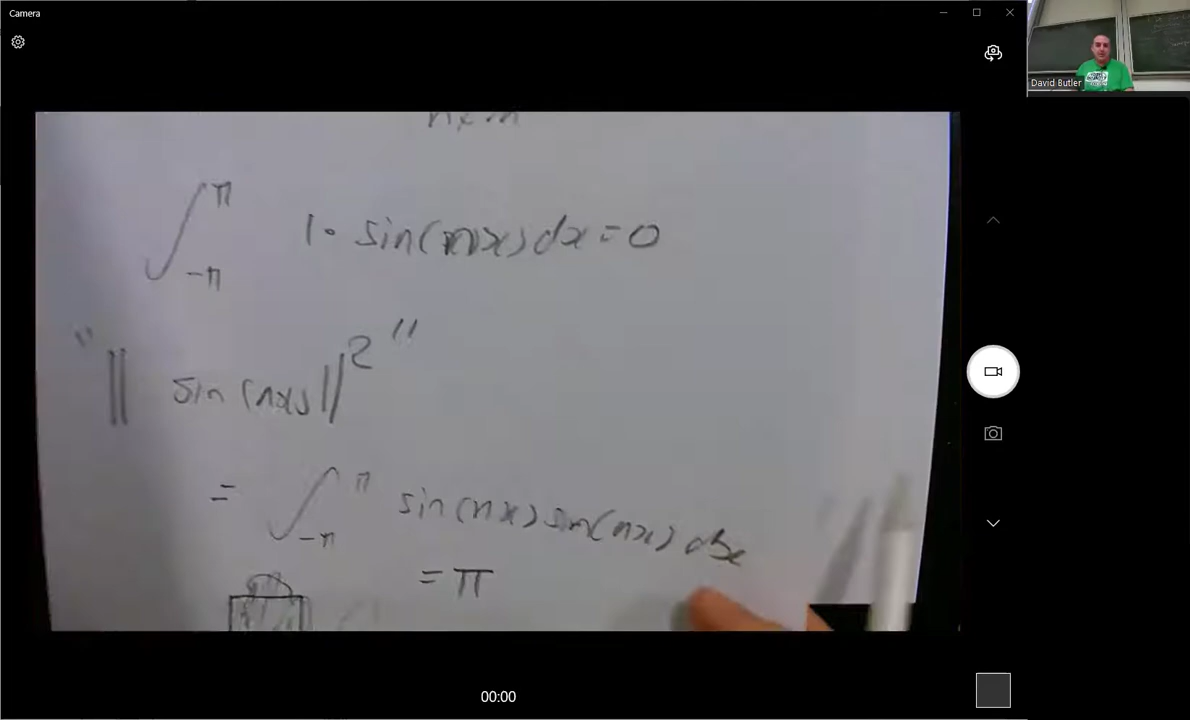 Camera
David Butler
∫_{-π}^{π} 1 · sin(nx) dx = 0
"‖ sin(nx)‖²"
= ∫_{-π}^{π} sin(nx) sin(nx) dx
= π
00:00